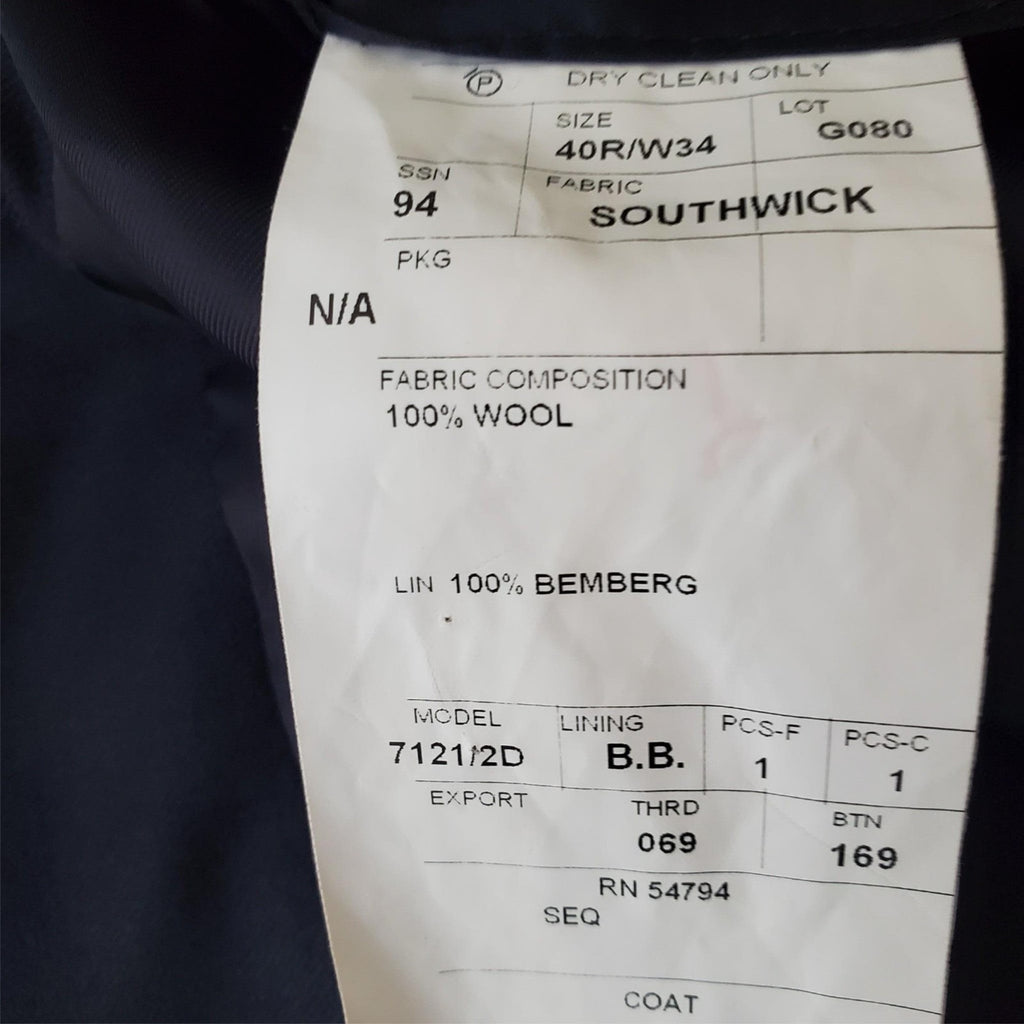 P DRY CLEAN ONLY
SIZE LOT
40R/W34 G080
SSN FABRIC
94 SOUTHWICK
PKG
N/A
FABRIC COMPOSITION
100% WOOL
LIN 100% BEMBERG
MODEL LINING PCS-F PCS-C
7121/2D B.B. 1 1
EXPORT THRD BTN
069 169
RN 54794
SEQ
COAT